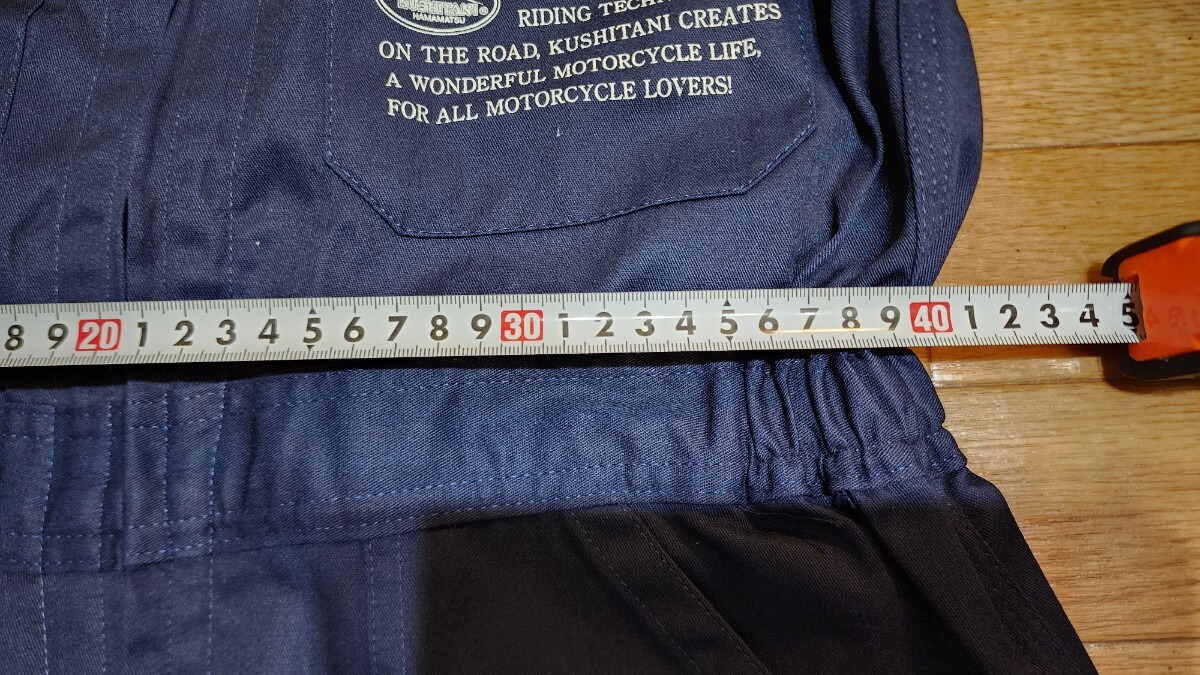 KUSHITANI®
HAMAMATSU
RIDING
ON THE ROAD, KUSHITANI CREATES
A WONDERFUL MOTORCYCLE LIFE,
FOR ALL MOTORCYCLE LOVERS!
8 9 20 1 2 3 4 5 6 7 8 9 30 1 2 3 4 5 6 7 8 9 40 1 2 3 4 5